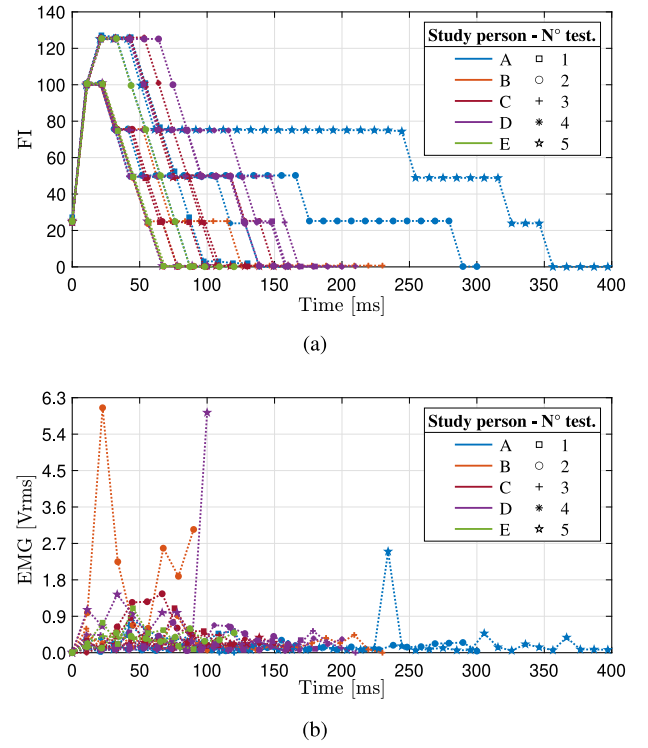 140
120
100
80
60
40
20
0
FI
0 50 100 150 200 250 300 350 400
Time [ms]
Study person - N° test.
A 1
B 2
C 3
D 4
E 5
(a)
6.3
5.4
4.5
3.6
2.7
1.8
0.9
0.0
EMG [Vrms]
0 50 100 150 200 250 300 350 400
Time [ms]
Study person - N° test.
A 1
B 2
C 3
D 4
E 5
(b)